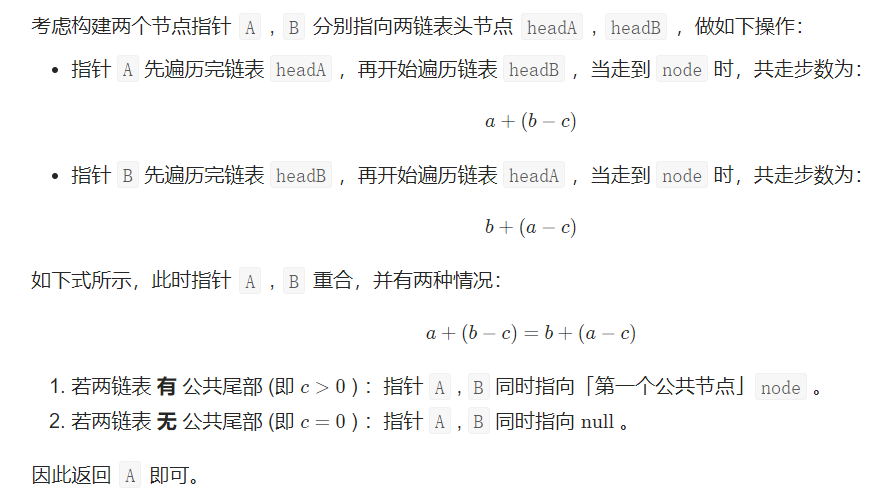 考虑构建两个节点指针 A , B 分别指向两链表头节点 headA , headB ，做如下操作：
• 指针 A 先遍历完链表 headA ，再开始遍历链表 headB ，当走到 node 时，共走步数为：
a + (b − c)
• 指针 B 先遍历完链表 headB ，再开始遍历链表 headA ，当走到 node 时，共走步数为：
b + (a − c)
如下式所示，此时指针 A , B 重合，并有两种情况：
a + (b − c) = b + (a − c)
1. 若两链表 有 公共尾部 (即 c > 0 ) ：指针 A , B 同时指向「第一个公共节点」 node 。
2. 若两链表 无 公共尾部 (即 c = 0 ) ：指针 A , B 同时指向 null 。
因此返回 A 即可。